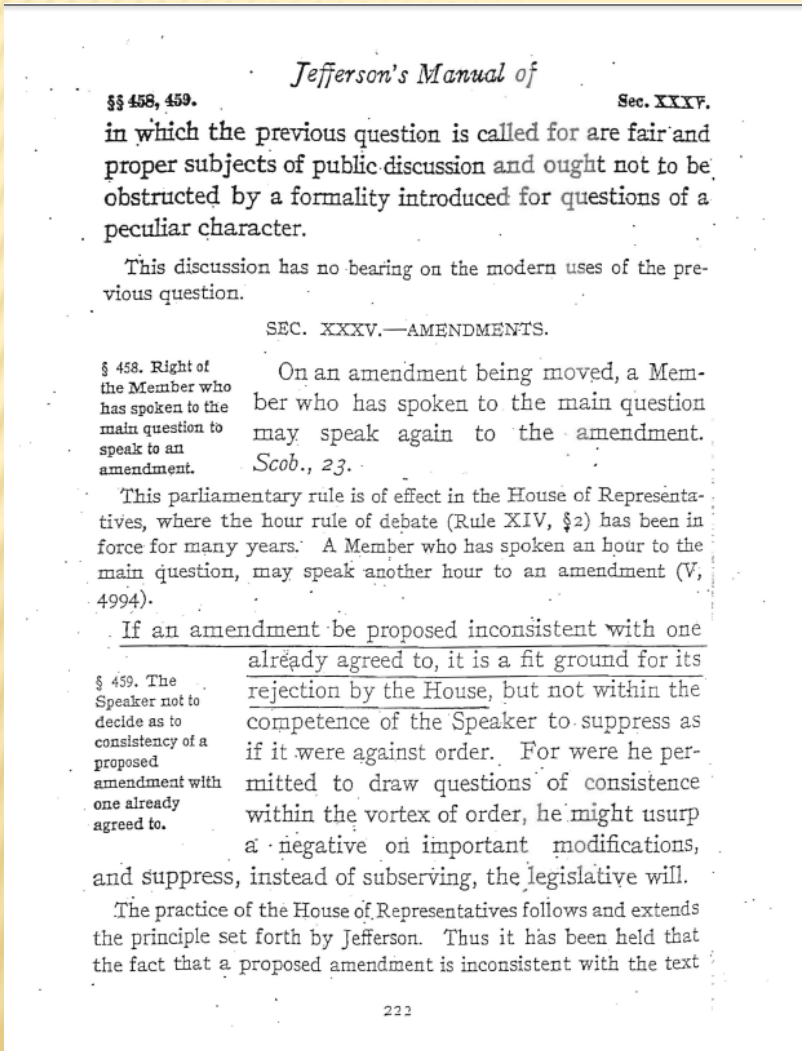 Jefferson's Manual of
§§ 458, 459. Sec. XXXV.
in which the previous question is called for are fair and
proper subjects of public discussion and ought not to be
obstructed by a formality introduced for questions of a
peculiar character.
This discussion has no bearing on the modern uses of the pre-
vious question.
SEC. XXXV.—AMENDMENTS.
§ 458. Right of
the Member who
has spoken to the
main question to
speak to an
amendment.
On an amendment being moved, a Mem-
ber who has spoken to the main question
may speak again to the amendment.
Scob., 23.
This parliamentary rule is of effect in the House of Representa-
tives, where the hour rule of debate (Rule XIV, §2) has been in
force for many years. A Member who has spoken an hour to the
main question, may speak another hour to an amendment (V,
4994).
If an amendment be proposed inconsistent with one
§ 459. The
Speaker not to
decide as to
consistency of a
proposed
amendment with
one already
agreed to.
already agreed to, it is a fit ground for its
rejection by the House, but not within the
competence of the Speaker to suppress as
if it were against order. For were he per-
mitted to draw questions of consistence
within the vortex of order, he might usurp
a negative on important modifications,
and suppress, instead of subserving, the legislative will.
The practice of the House of Representatives follows and extends
the principle set forth by Jefferson. Thus it has been held that
the fact that a proposed amendment is inconsistent with the text
222